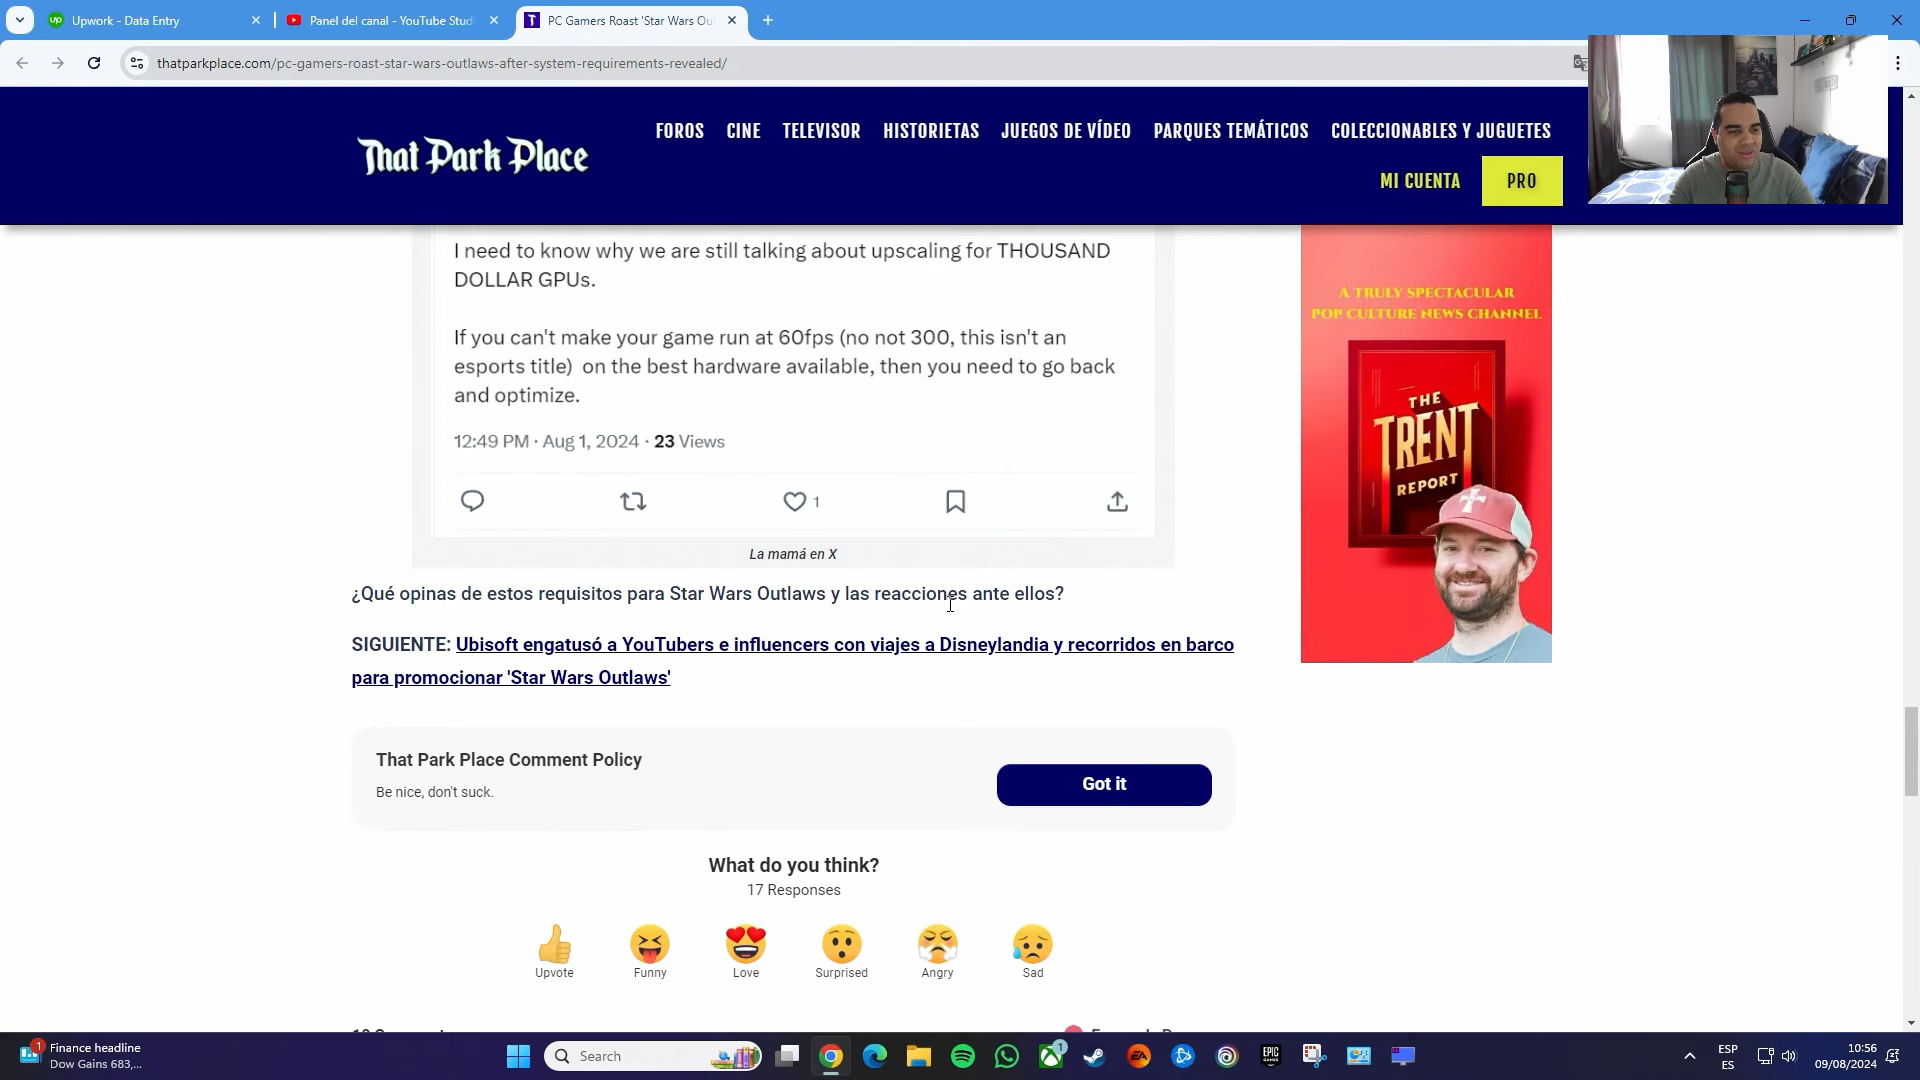 Upwork - Data Entry
Panel del canal - YouTube Studi
PC Gamers Roast 'Star Wars Ou
thatparkplace.com/pc-gamers-roast-star-wars-outlaws-after-system-requirements-revealed/
That Park Place
FOROS CINE TELEVISOR HISTORIETAS JUEGOS DE VÍDEO PARQUES TEMÁTICOS COLECCIONABLES Y JUGUETES
MI CUENTA PRO
I need to know why we are still talking about upscaling for THOUSAND
DOLLAR GPUs.
If you can't make your game run at 60fps (no not 300, this isn't an
esports title) on the best hardware available, then you need to go back
and optimize.
12:49 PM · Aug 1, 2024 · 23 Views
1
La mamá en X
A TRULY SPECTACULAR
POP CULTURE NEWS CHANNEL
THE
TRENT
REPORT
¿Qué opinas de estos requisitos para Star Wars Outlaws y las reacciones ante ellos?
SIGUIENTE: Ubisoft engatusó a YouTubers e influencers con viajes a Disneylandia y recorridos en barco
para promocionar 'Star Wars Outlaws'
That Park Place Comment Policy
Be nice, don't suck.
Got it
What do you think?
17 Responses
Upvote Funny Love Surprised Angry Sad
1
Finance headline
Dow Gains 683,...
Search
1
EA
EPIC
GAMES
ESP
ES
10:56
09/08/2024